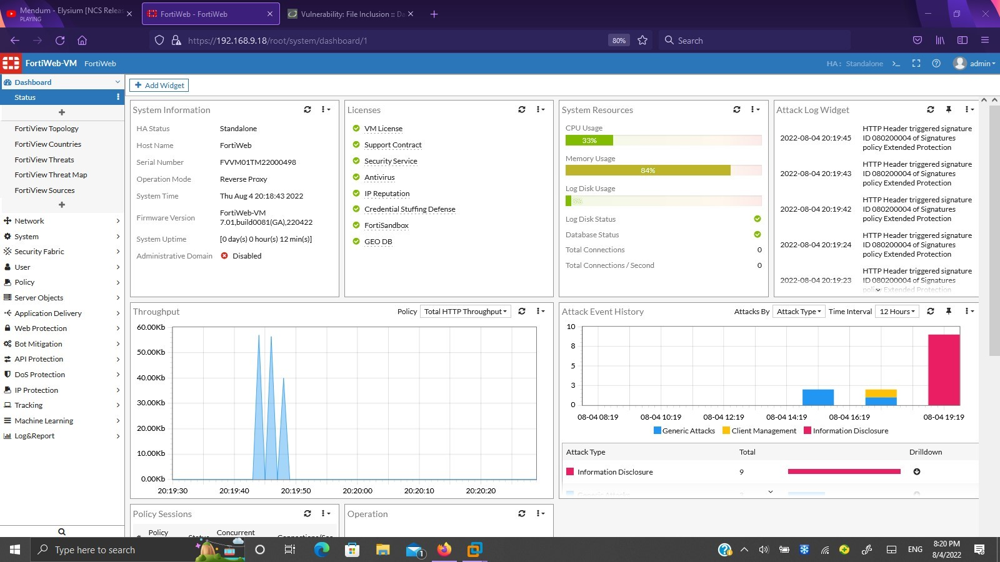 Mendum - Elysium [NCS Releas
PLAYING
FortiWeb - FortiWeb
Vulnerability: File Inclusion :: Da
https://192.168.9.18/root/system/dashboard/1
80%
Search
FortiWeb-VM
FortiWeb
HA: Standalone
admin
Dashboard
Status
FortiView Topology
FortiView Countries
FortiView Threats
FortiView Threat Map
FortiView Sources
Network
System
Security Fabric
User
Policy
Server Objects
Application Delivery
Web Protection
Bot Mitigation
API Protection
DoS Protection
IP Protection
Tracking
Machine Learning
Log&Report
Add Widget
System Information
HA Status Standalone
Host Name FortiWeb
Serial Number FVVM01TM22000498
Operation Mode Reverse Proxy
System Time Thu Aug 4 20:18:43 2022
Firmware Version FortiWeb-VM
7.01,build0081(GA),220422
System Uptime [0 day(s) 0 hour(s) 12 min(s)]
Administrative Domain Disabled
Licenses
VM License
Support Contract
Security Service
Antivirus
IP Reputation
Credential Stuffing Defense
FortiSandbox
GEO DB
System Resources
CPU Usage
33%
Memory Usage
84%
Log Disk Usage
3%
Log Disk Status
Database Status
Total Connections 0
Total Connections / Second 0
Attack Log Widget
2022-08-04 20:19:45 HTTP Header triggered signature
ID 080200004 of Signatures
policy Extended Protection
2022-08-04 20:19:43 HTTP Header triggered signature
ID 080200004 of Signatures
policy Extended Protection
2022-08-04 20:19:42 HTTP Header triggered signature
ID 080200004 of Signatures
policy Extended Protection
2022-08-04 20:19:24 HTTP Header triggered signature
ID 080200004 of Signatures
policy Extended Protection
2022-08-04 20:19:23 HTTP Header triggered signature
ID 080200004 of Signatures
policy Extended Protection
Throughput
Policy Total HTTP Throughput
60.00Kb
50.00Kb
40.00Kb
30.00Kb
20.00Kb
10.00Kb
0.00Kb
20:19:30 20:19:40 20:19:50 20:20:00 20:20:10 20:20:20
Attack Event History
Attacks By Attack Type Time Interval 12 Hours
10
8
5
3
0
08-04 08:19 08-04 10:19 08-04 12:19 08-04 14:19 08-04 16:19 08-04 19:19
Generic Attacks Client Management Information Disclosure
Attack Type Total Drilldown
Information Disclosure 9
Generic Attacks
Policy Sessions
# Policy Status Concurrent Connections/Sec
Operation
Type here to search
1
ENG
8:20 PM
8/4/2022